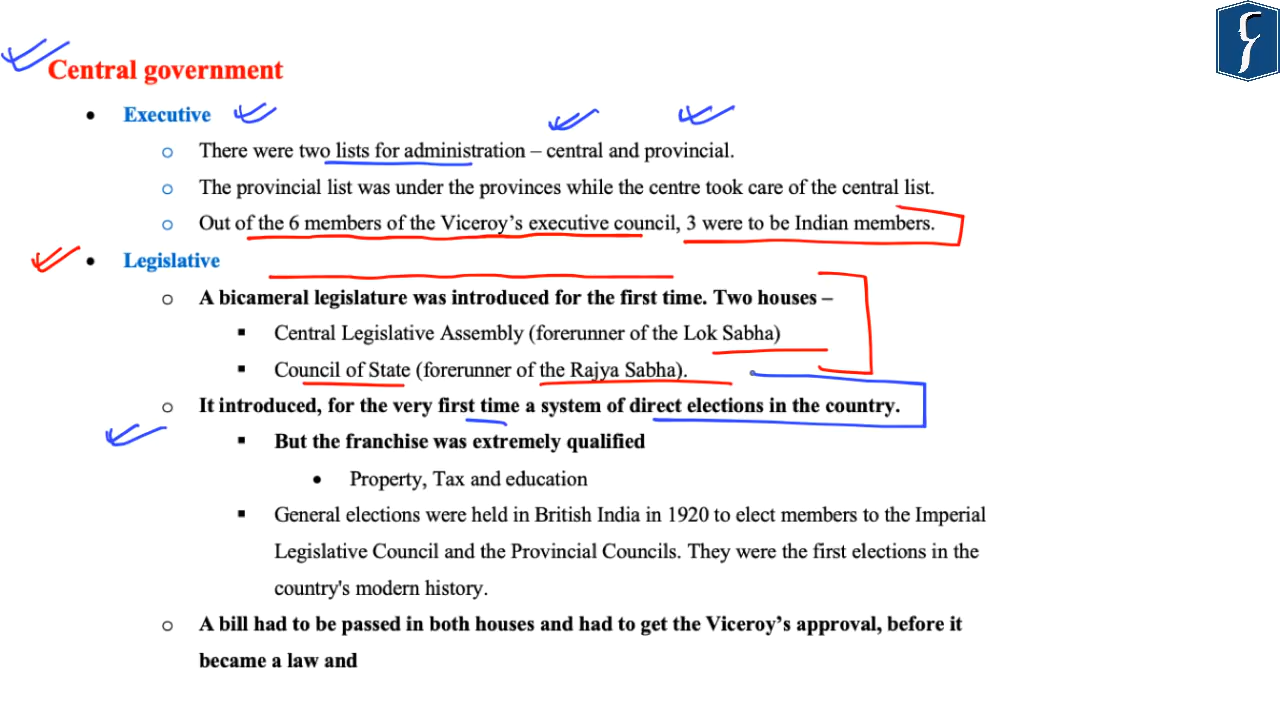 Central government
• Executive
o There were two lists for administration – central and provincial.
o The provincial list was under the provinces while the centre took care of the central list.
o Out of the 6 members of the Viceroy's executive council, 3 were to be Indian members.
• Legislative
o A bicameral legislature was introduced for the first time. Two houses –
▪ Central Legislative Assembly (forerunner of the Lok Sabha)
▪ Council of State (forerunner of the Rajya Sabha).
o It introduced, for the very first time a system of direct elections in the country.
▪ But the franchise was extremely qualified
• Property, Tax and education
▪ General elections were held in British India in 1920 to elect members to the Imperial
Legislative Council and the Provincial Councils. They were the first elections in the
country's modern history.
o A bill had to be passed in both houses and had to get the Viceroy's approval, before it
became a law and